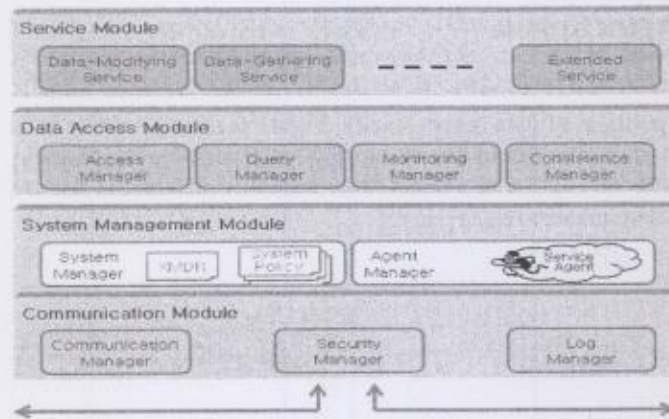 Service Module
Data-Modifying Service
Data-Gathering Service
Extended Service
Data Access Module
Access Manager
Query Manager
Monitoring Manager
Consistence Manager
System Management Module
System Manager
XMDR
System Policy
Agent Manager
Service Agent
Communication Module
Communication Manager
Security Manager
Log Manager